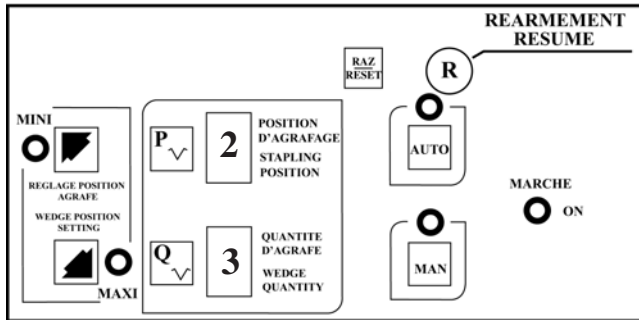 REARMEMENT
RESUME
RAZ
RESET
R
MINI
REGLAGE POSITION
AGRAFE
WEDGE POSITION
SETTING
MAXI
P
2
POSITION
D'AGRAFAGE
STAPLING
POSITION
Q
3
QUANTITE
D'AGRAFE
WEDGE
QUANTITY
AUTO
MAN
MARCHE
ON